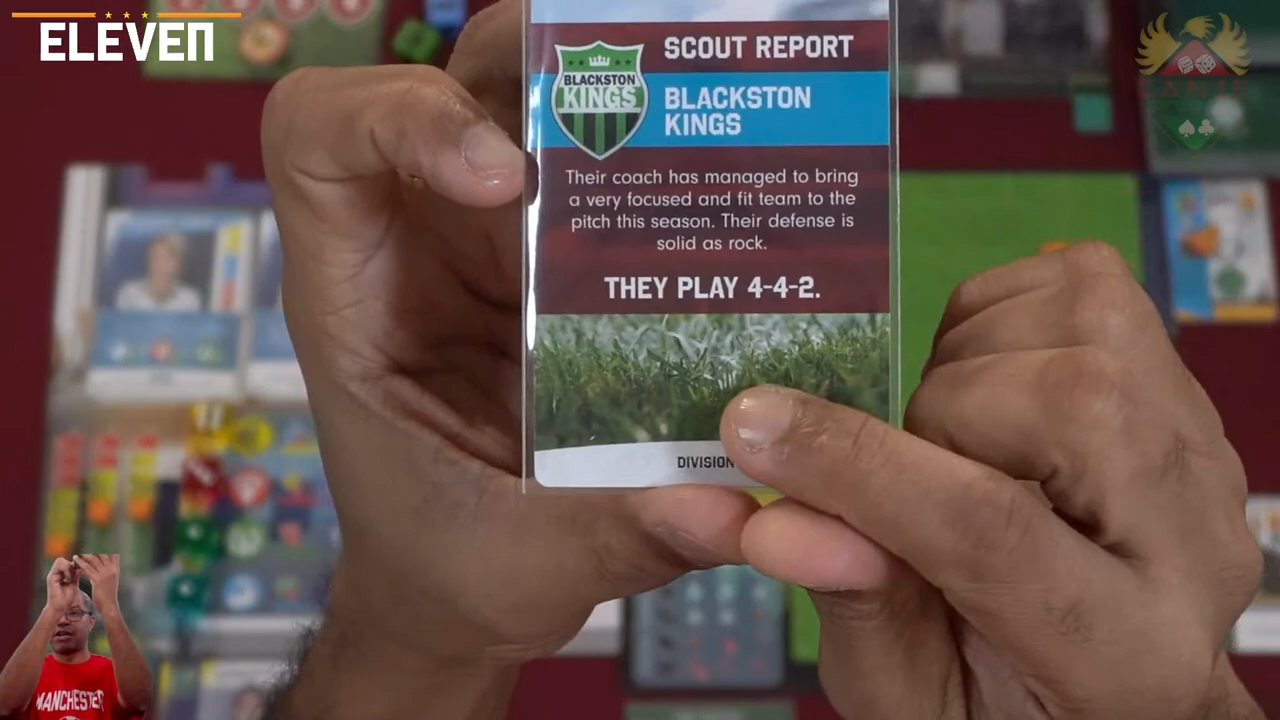 ELEVEN
SCOUT REPORT
BLACKSTON
KINGS
BLACKSTON
KINGS
Their coach has managed to bring
a very focused and fit team to the
pitch this season. Their defense is
solid as rock.
THEY PLAY 4-4-2.
DIVISION
MANCHESTER